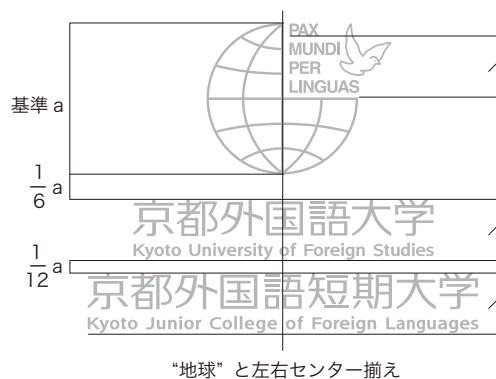 PAX
MUNDI
PER
LINGUAS
基準 a
1/6 a
京都外国語大学
Kyoto University of Foreign Studies
1/12 a
京都外国語短期大学
Kyoto Junior College of Foreign Languages
“地球” と左右センター揃え